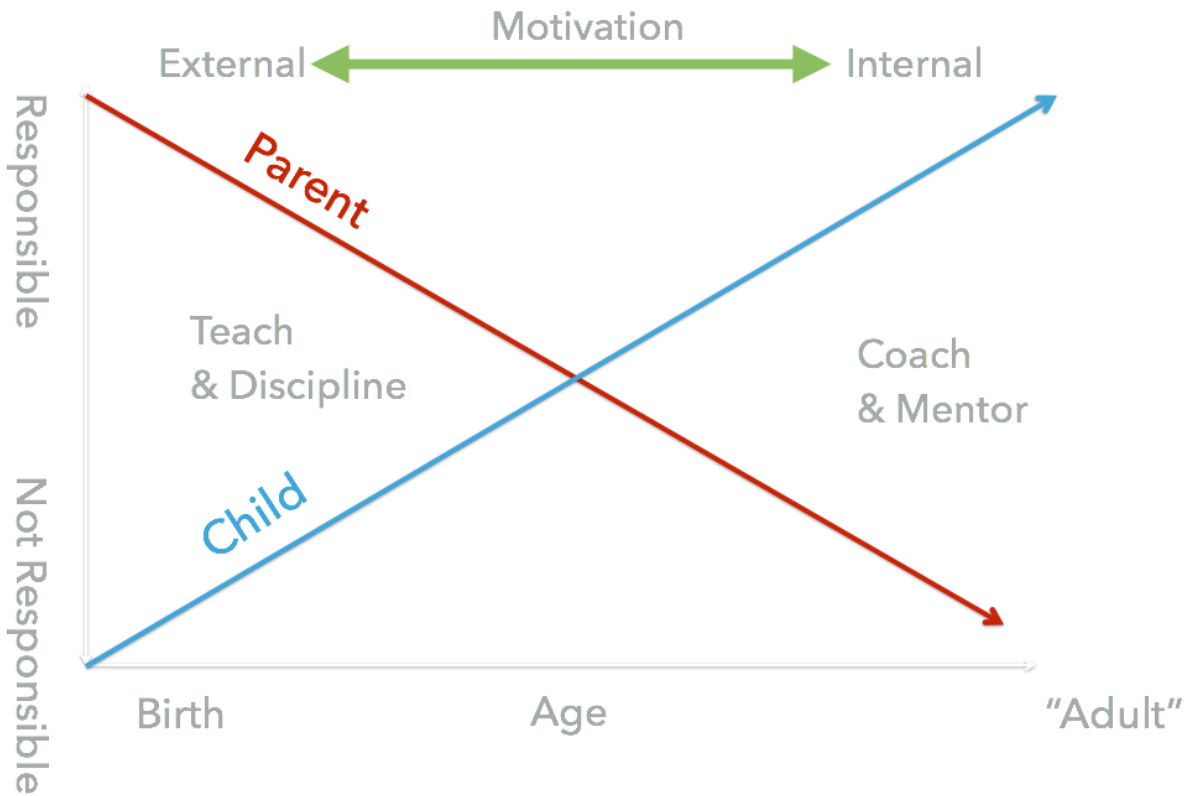 Motivation
External
Internal
Responsible
Parent
Teach
& Discipline
Coach
& Mentor
Child
Not Responsible
Birth
Age
“Adult”